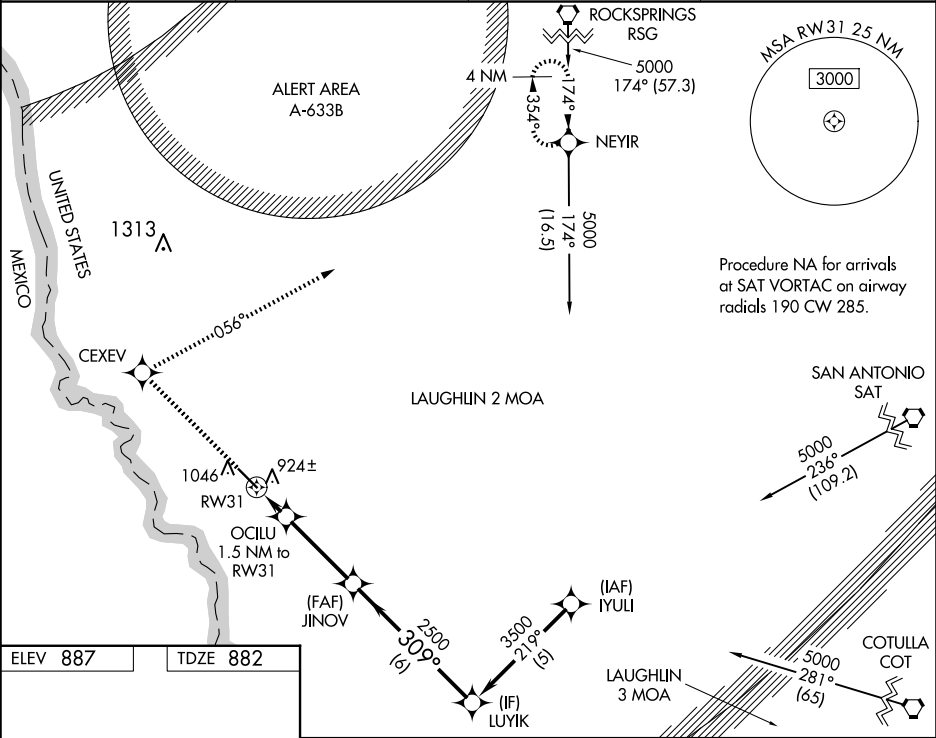 ROCKSPRINGS
RSG
5000
174° (57.3)
4 NM
174°
354°
NEYIR
5000
174°
(16.5)
MSA RW31 25 NM
3000
ALERT AREA
A-633B
UNITED STATES
MEXICO
1313
Procedure NA for arrivals
at SAT VORTAC on airway
radials 190 CW 285.
056°
CEXEV
LAUGHLIN 2 MOA
SAN ANTONIO
SAT
5000
236°
(109.2)
1046
924±
RW31
OCILU
1.5 NM to
RW31
(FAF)
JINOV
2500
309°
(6)
(IAF)
IYULI
3500
219°
(5)
(IF)
LUYIK
LAUGHLIN
3 MOA
5000
281°
(65)
COTULLA
COT
ELEV 887
TDZE 882